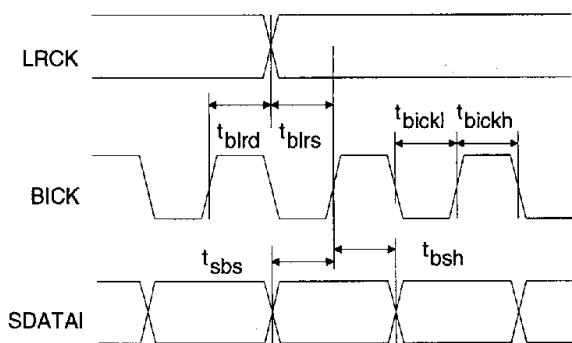 LRCK
t_blrd t_blrs t_bickl t_bickh
BICK
t_sbs t_bsh
SDATAI